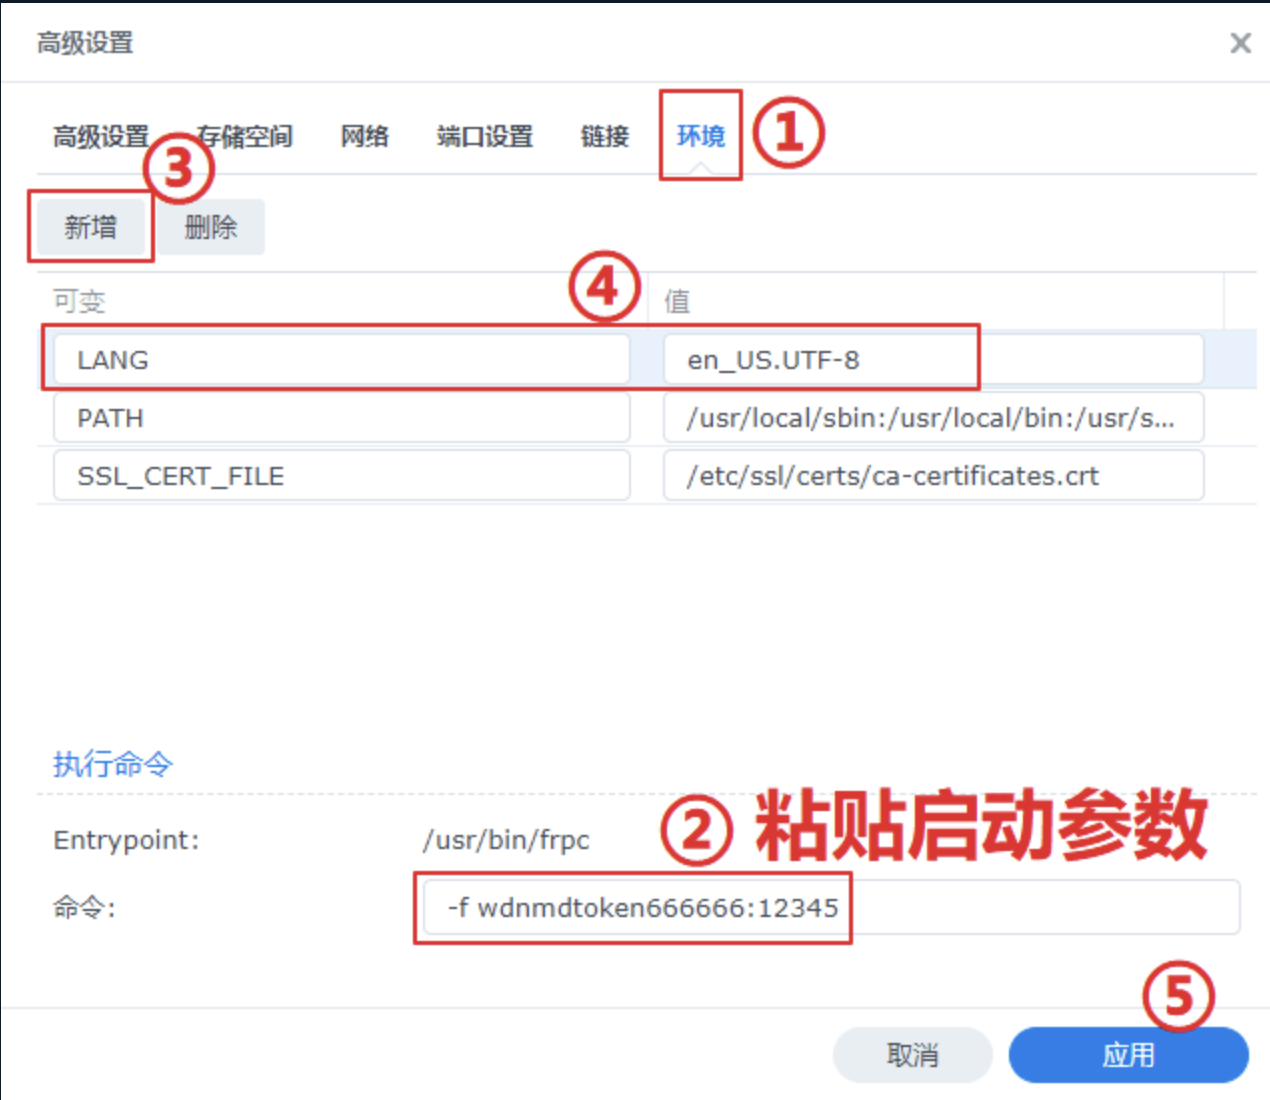 高级设置
高级设置 存储空间 网络 端口设置 链接 环境 ①
③
新增 删除
④
可变 值
LANG en_US.UTF-8
PATH /usr/local/sbin:/usr/local/bin:/usr/s...
SSL_CERT_FILE /etc/ssl/certs/ca-certificates.crt
执行命令
② 粘贴启动参数
Entrypoint: /usr/bin/frpc
命令: -f wdnmdtoken666666:12345
⑤
取消 应用